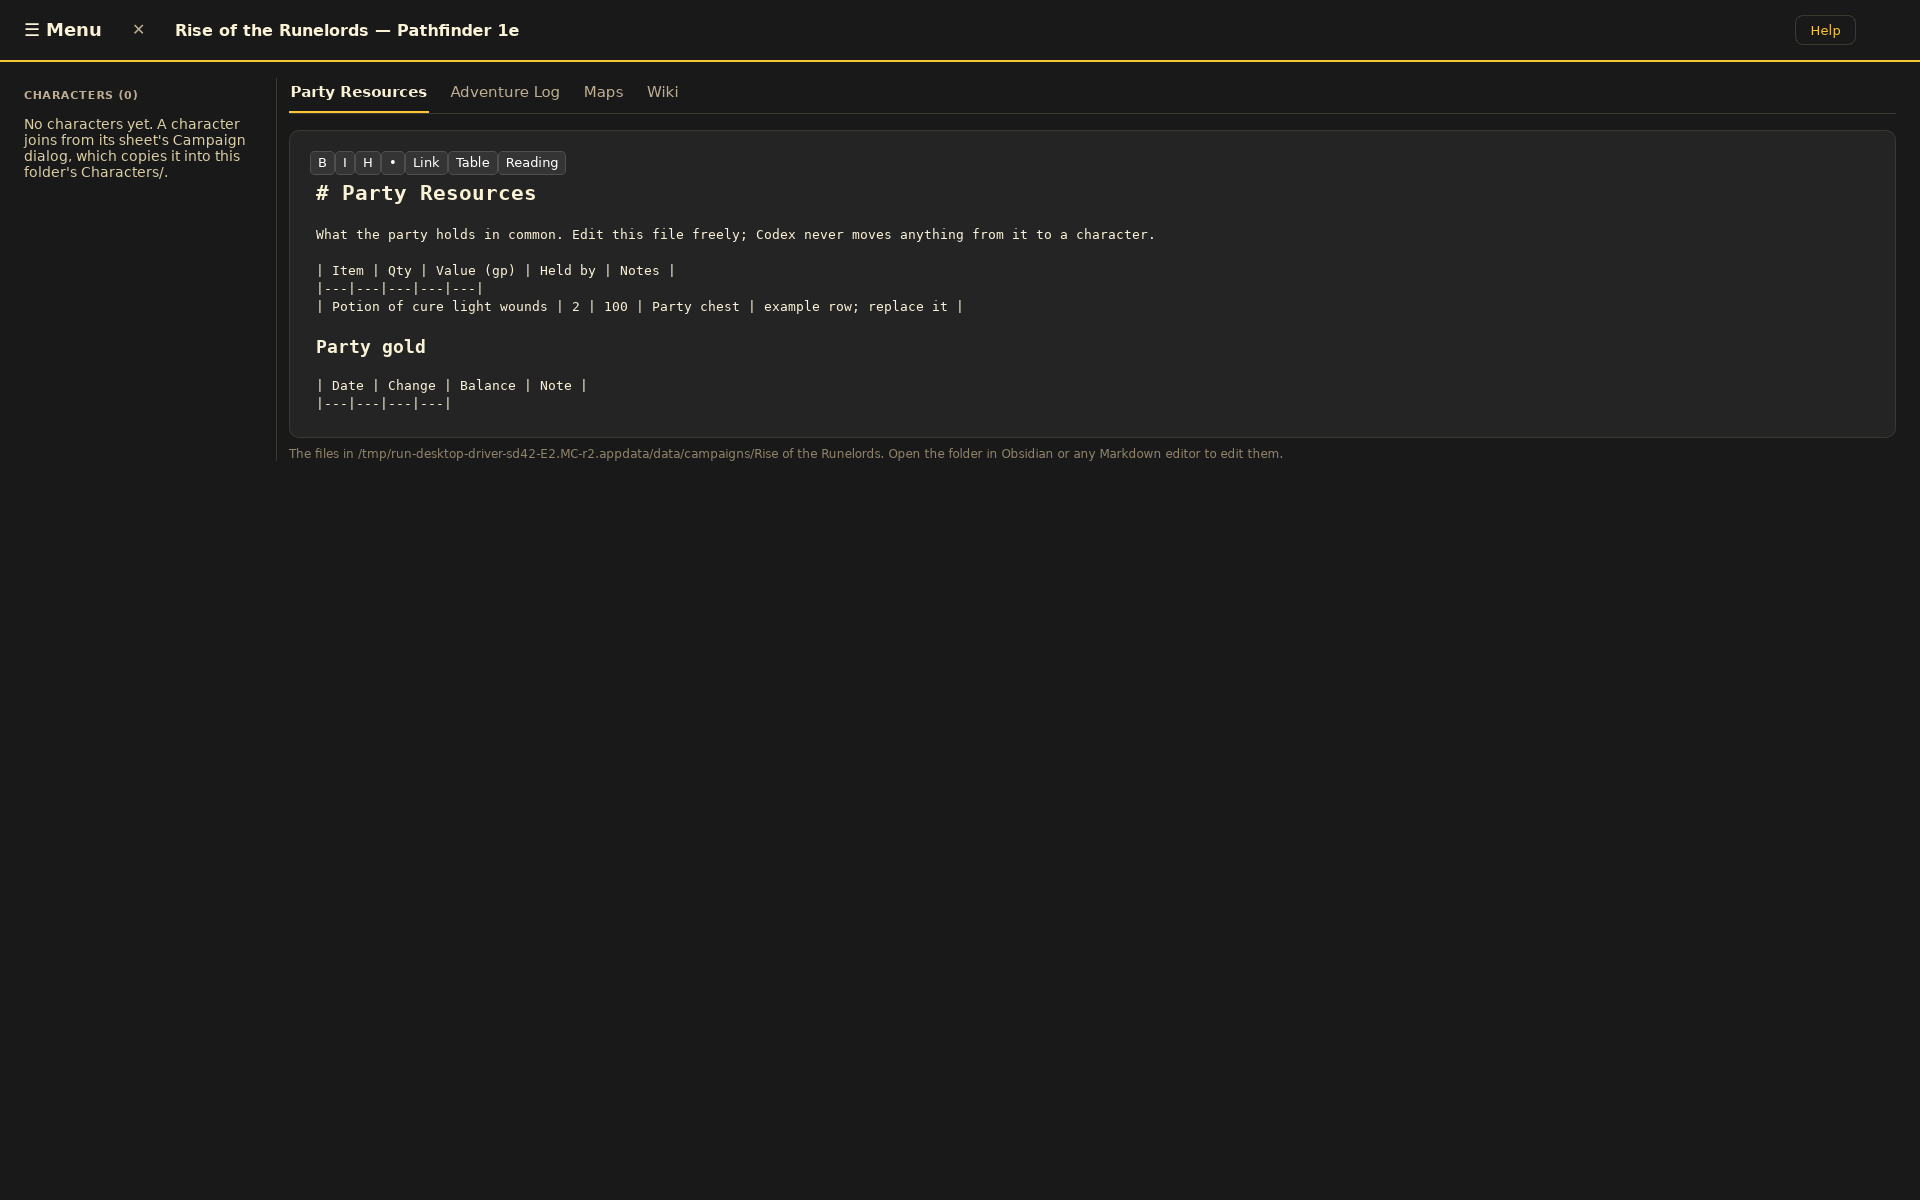 ☰ Menu ✕ Rise of the Runelords — Pathfinder 1e Help
CHARACTERS (0)
No characters yet. A character
joins from its sheet's Campaign
dialog, which copies it into this
folder's Characters/.
Party Resources Adventure Log Maps Wiki
B I H • Link Table Reading
# Party Resources
What the party holds in common. Edit this file freely; Codex never moves anything from it to a character.
| Item | Qty | Value (gp) | Held by | Notes |
|---|---|---|---|---|
| Potion of cure light wounds | 2 | 100 | Party chest | example row; replace it |
Party gold
| Date | Change | Balance | Note |
|---|---|---|---|
The files in /tmp/run-desktop-driver-sd42-E2.MC-r2.appdata/data/campaigns/Rise of the Runelords. Open the folder in Obsidian or any Markdown editor to edit them.